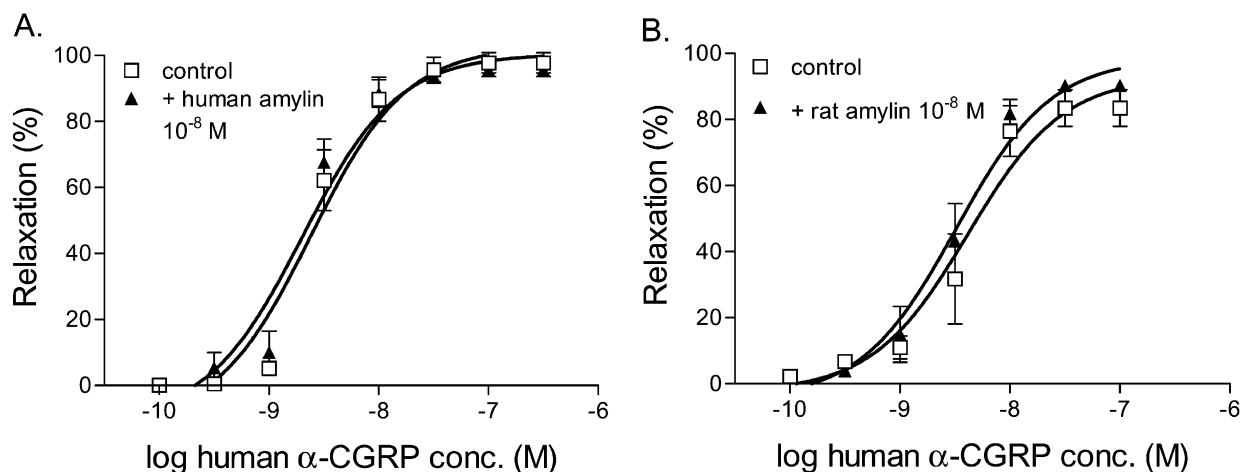 A.
100
80
60
40
20
0
Relaxation (%)
control
+ human amylin
10⁻⁸ M
-10
-9
-8
-7
-6
log human α-CGRP conc. (M)
B.
100
80
60
40
20
0
Relaxation (%)
control
+ rat amylin 10⁻⁸ M
-10
-9
-8
-7
-6
log human α-CGRP conc. (M)